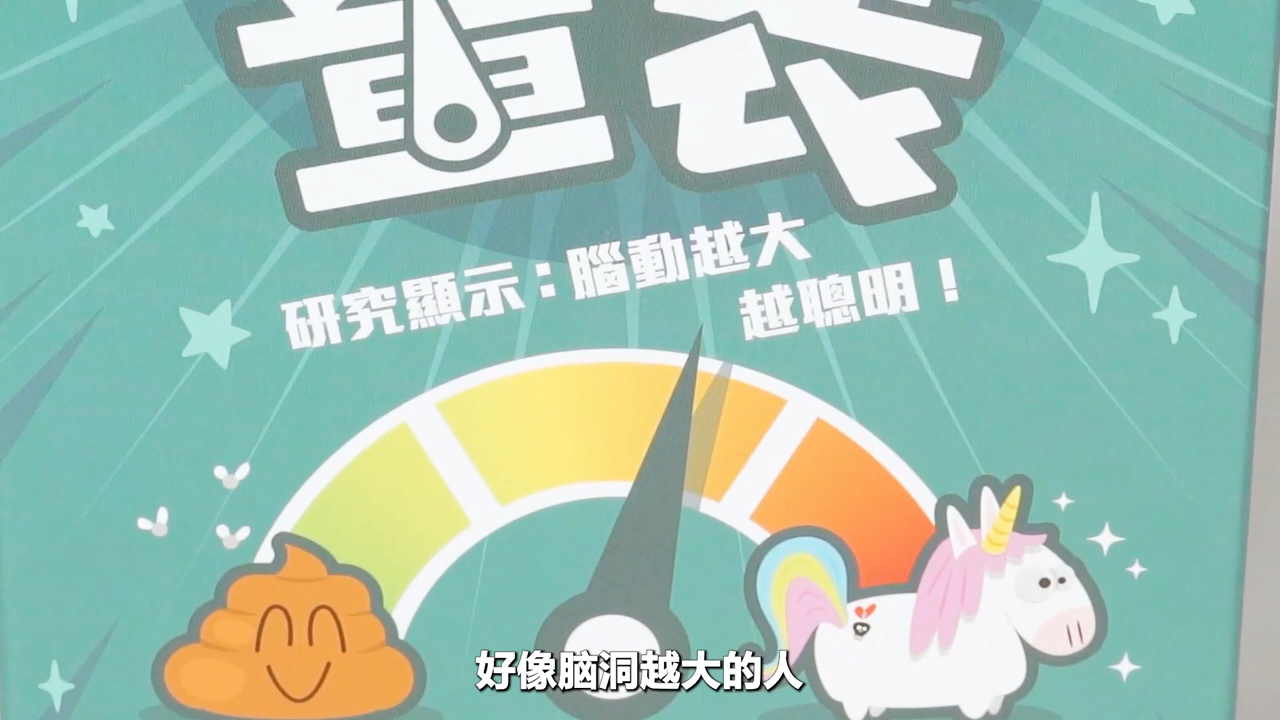 研究顯示：腦動越大
越聰明！
好像脑洞越大的人